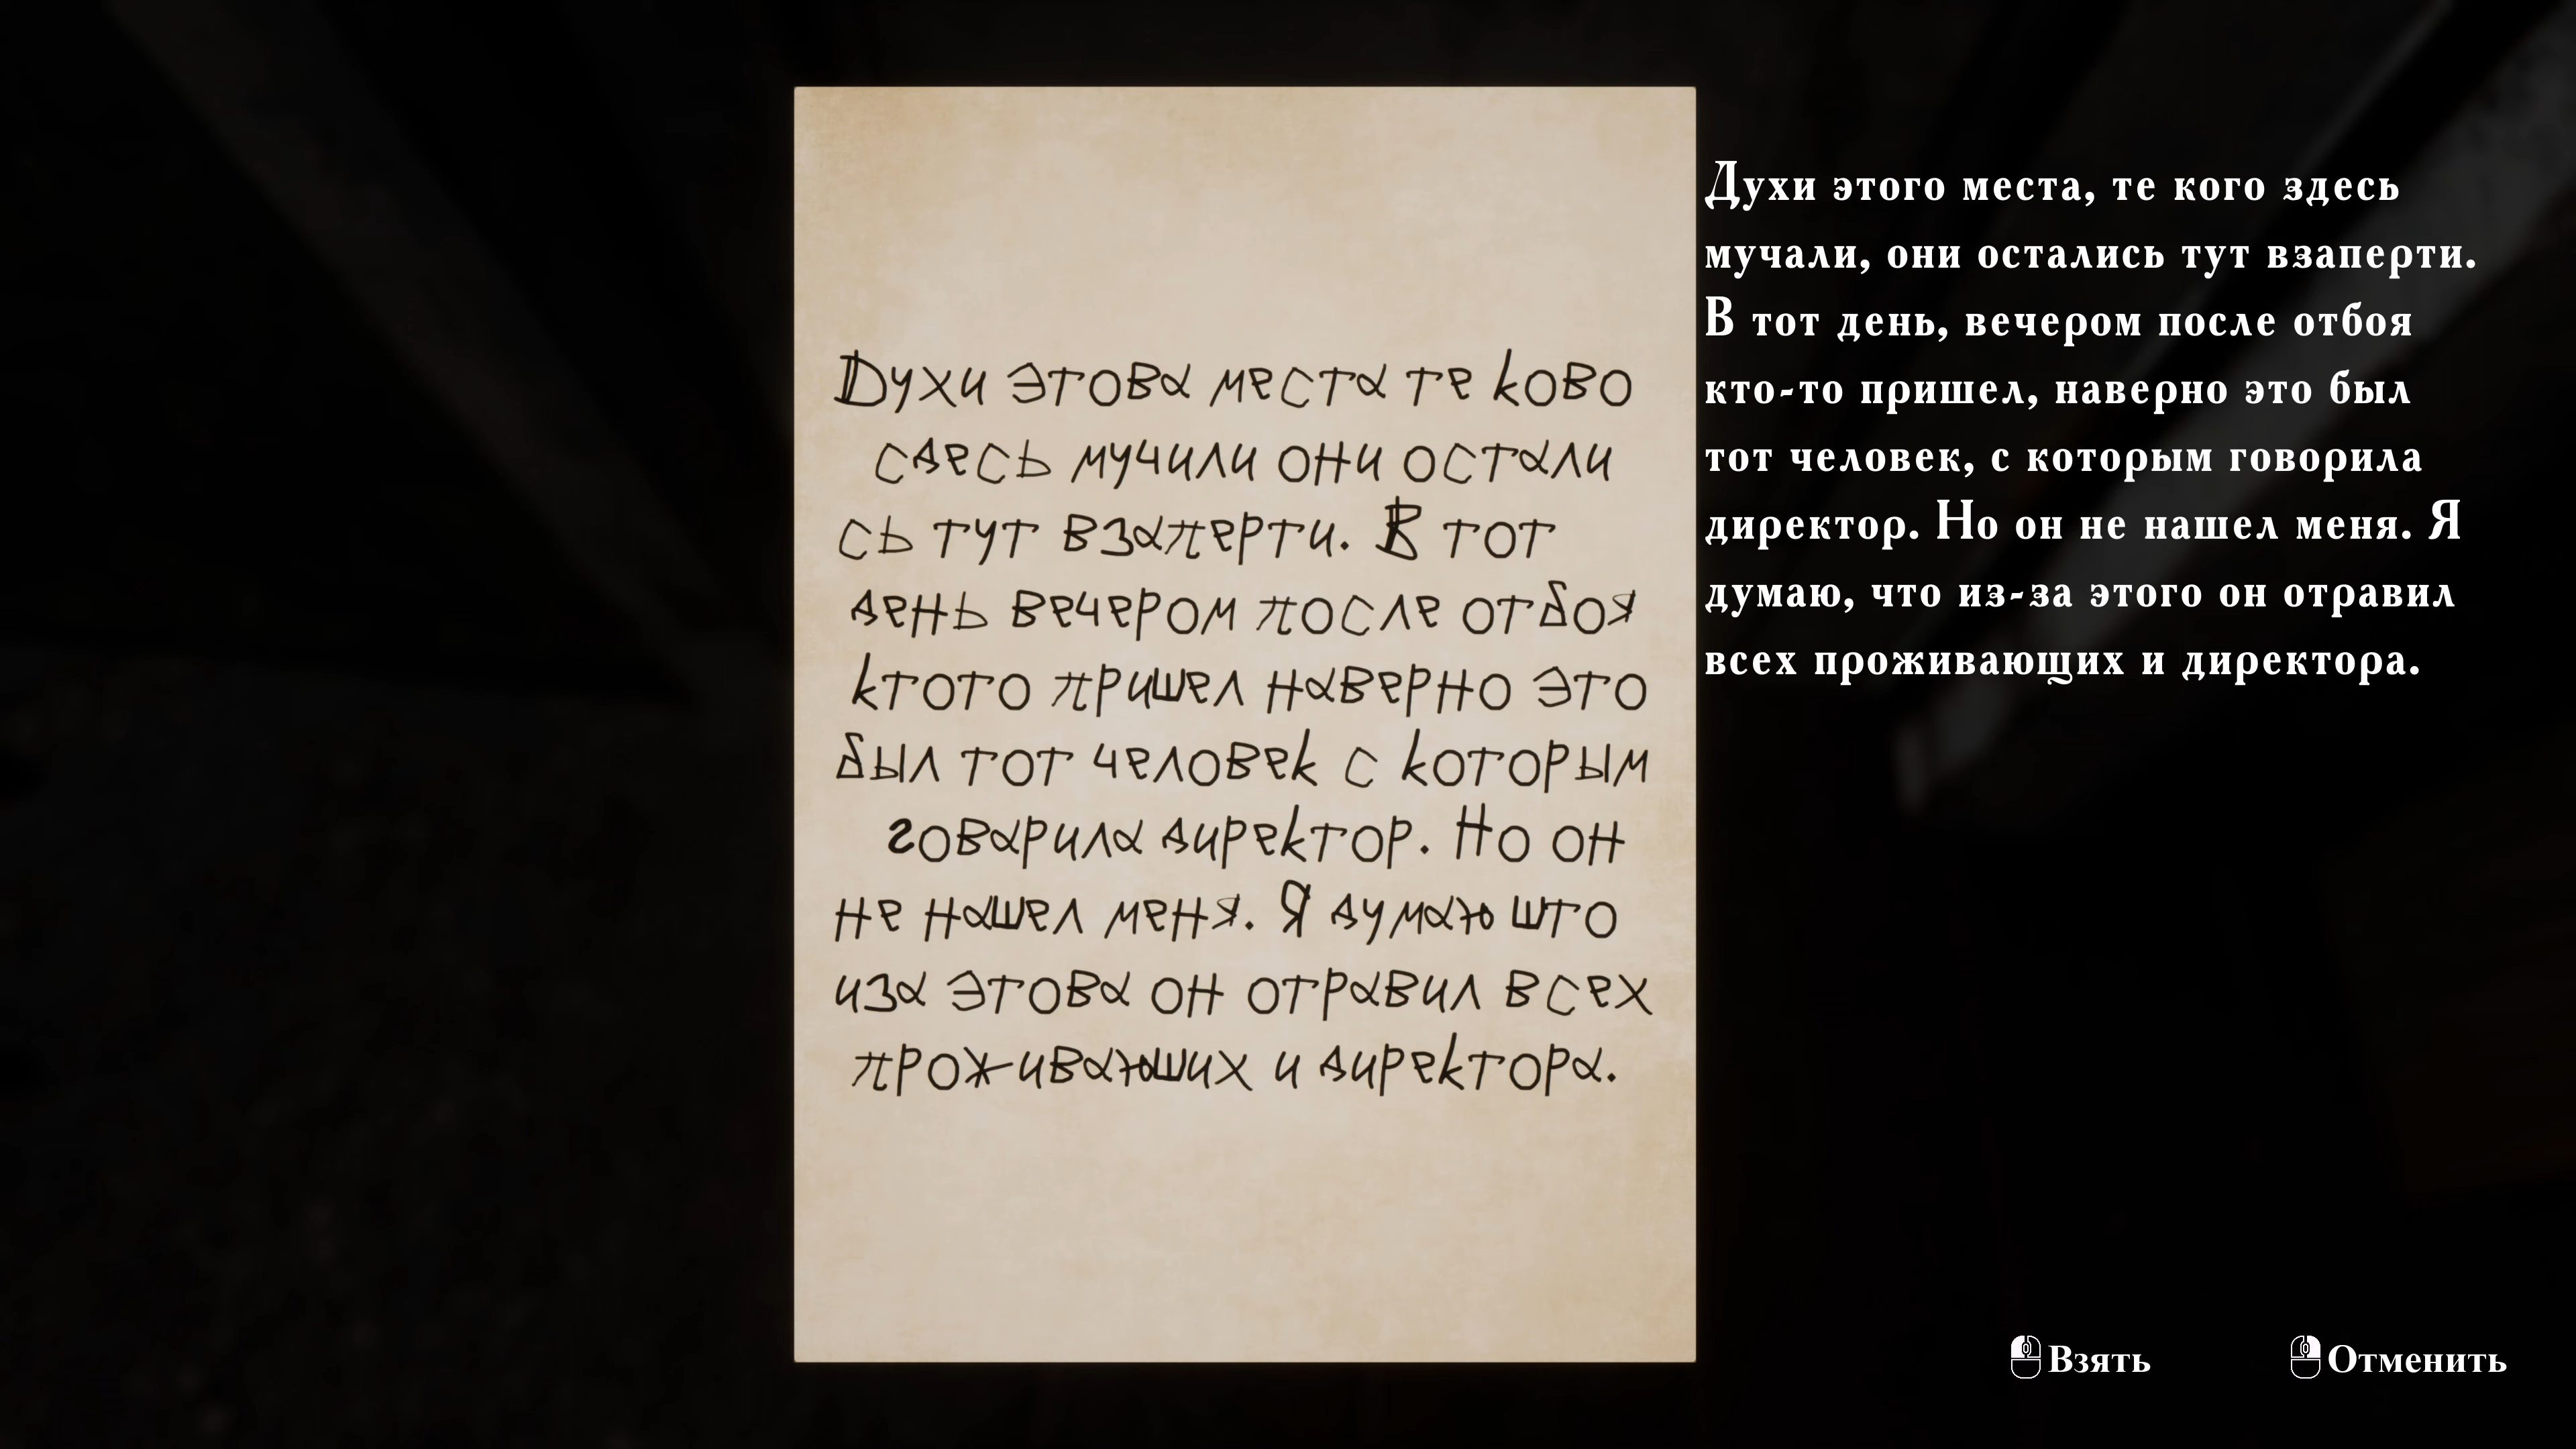 Духи этова места те ково
сдесь мучили они остали
сь тут взаперти. В тот
день вечером после отбоя
ктото пришел наверно это
был тот человек с которым
говарила директор. Но он
не нашел меня. Я думаю што
иза этова он отравил всех
проживаюших и директора.
Духи этого места, те кого здесь
мучали, они остались тут взаперти.
В тот день, вечером после отбоя
кто-то пришел, наверно это был
тот человек, с которым говорила
директор. Но он не нашел меня. Я
думаю, что из-за этого он отравил
всех проживающих и директора.
Взять
Отменить